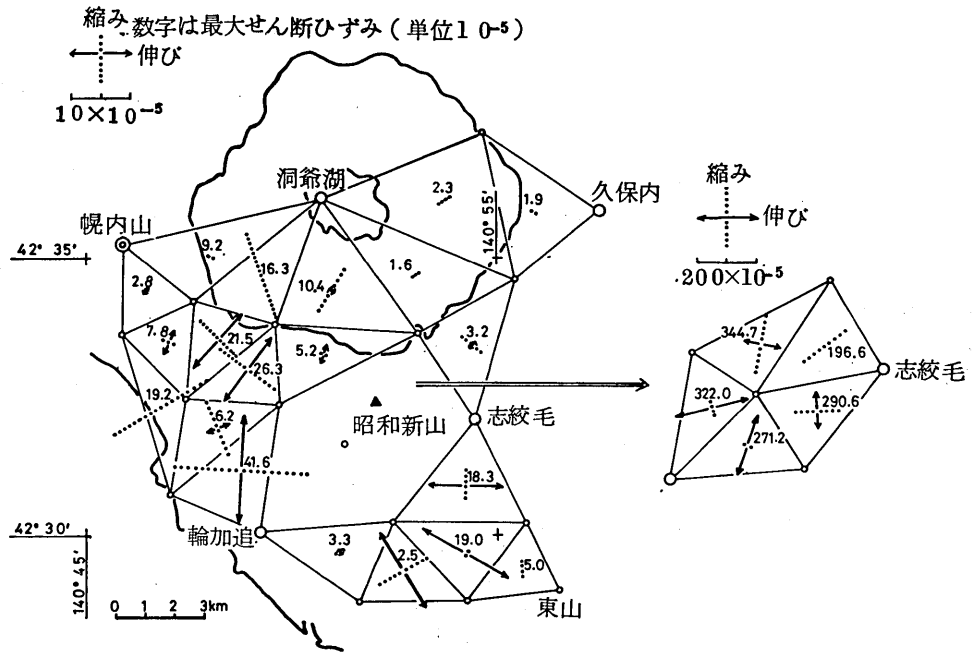 縮み
数字は最大せん断ひずみ(単位10-5)
伸び
10×10-5
洞爺湖
久保内
幌内山
42° 35′
140° 55′
2.3
1.9
9.2
16.3
10.4
1.6
2.8
7.8
21.5
5.2
3.2
26.3
19.2
6.2
41.6
昭和新山
志絞毛
18.3
輪加追
3.3
2.5
19.0
5.0
東山
42° 30′
140° 45′
0 1 2 3km
縮み
伸び
200×10-5
344.7
196.6
志絞毛
322.0
290.6
271.2